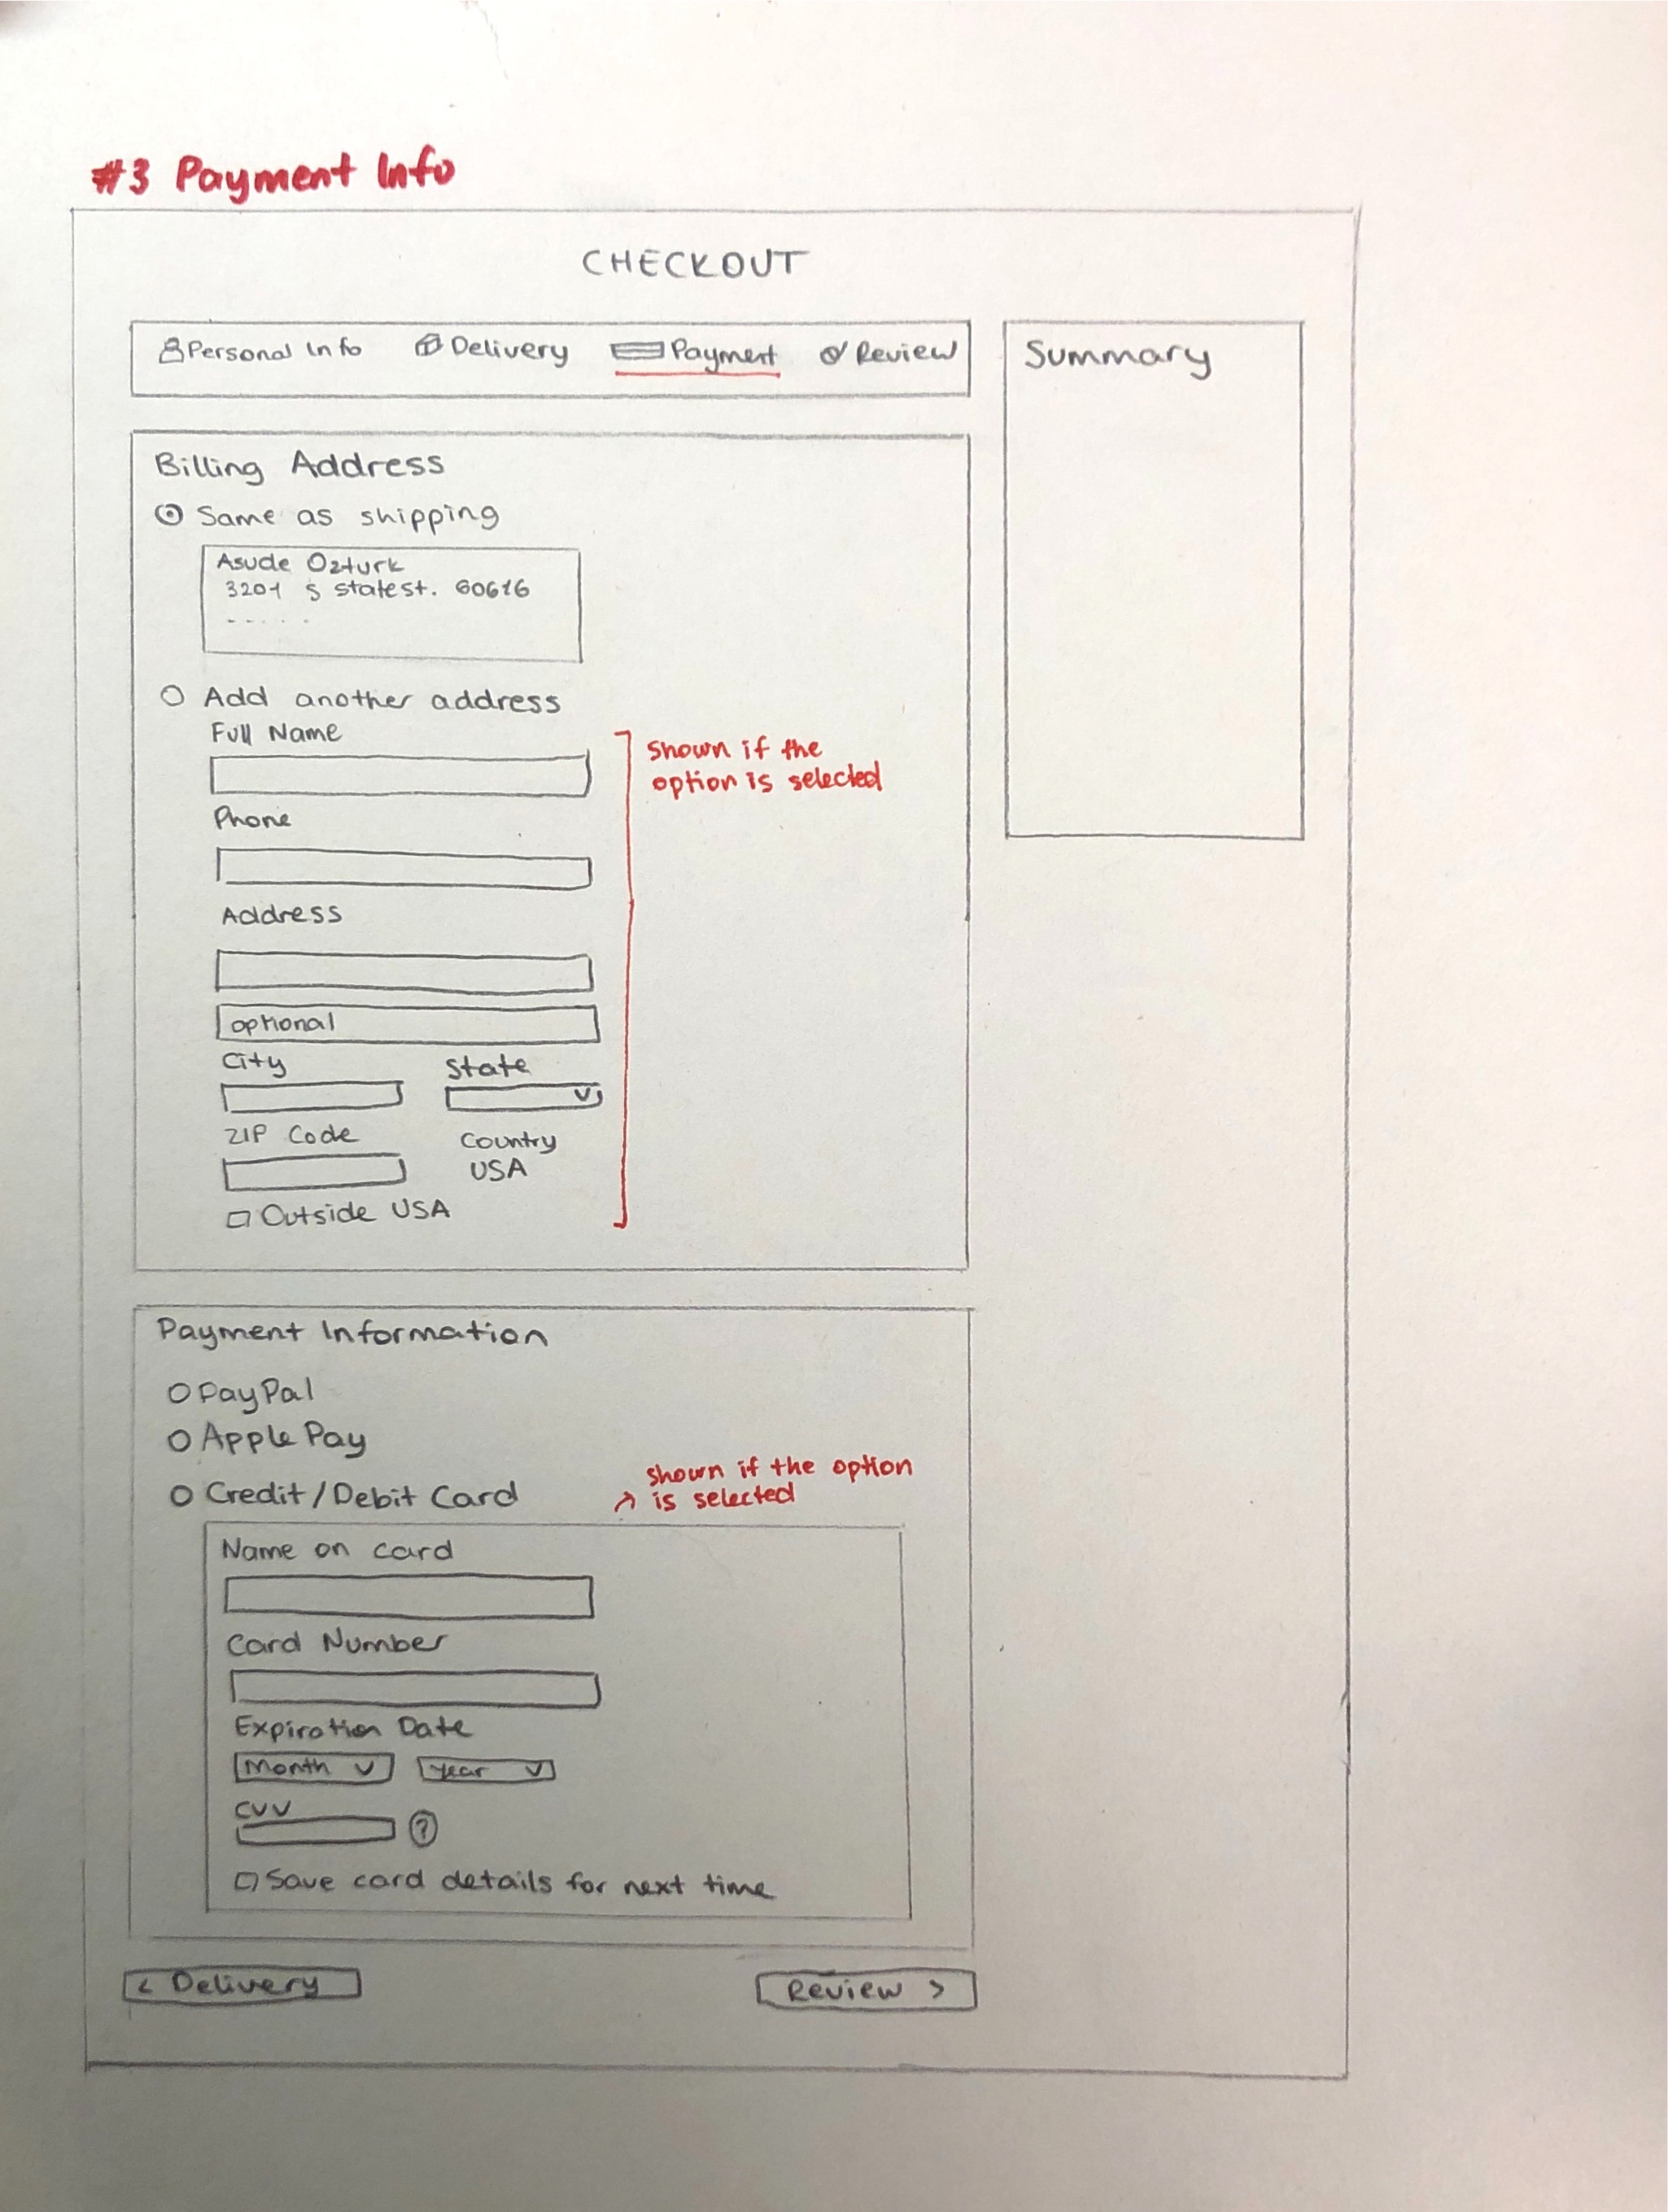 #3 Payment Info
CHECKOUT
Personal Info Delivery Payment Review
Summary
Billing Address
Same as shipping
Asude Ozturk
3201 S state st. 60616
Add another address
Full Name
shown if the
option is selected
Phone
Address
optional
City State
ZIP Code Country
USA
Outside USA
Payment Information
PayPal
Apple Pay
Credit/Debit Card
shown if the option
is selected
Name on card
Card Number
Expiration Date
Month Year
CVV
?
Save card details for next time
< Delivery Review >